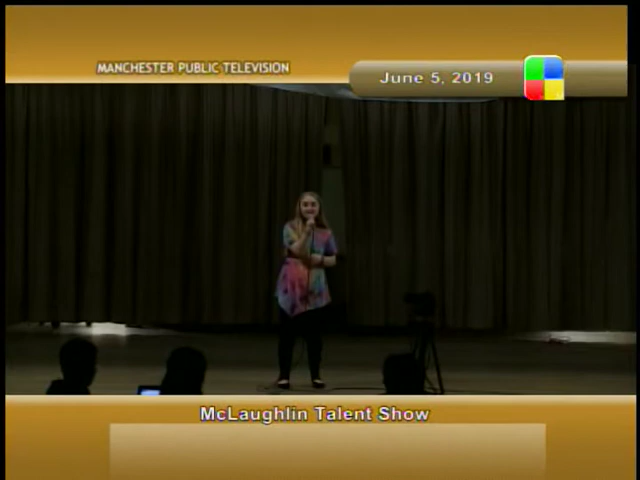 MANCHESTER PUBLIC TELEVISION
June 5, 2019
McLaughlin Talent Show